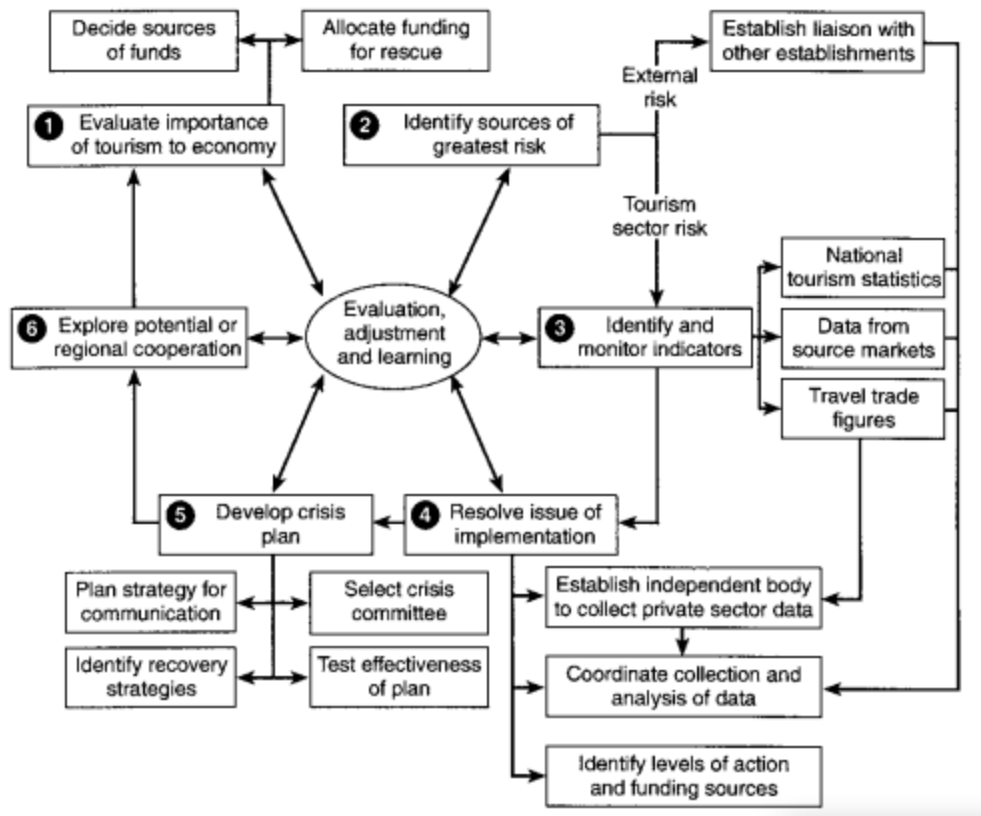 Decide sources
of funds
Allocate funding
for rescue
Establish liaison with
other establishments
External
risk
1 Evaluate importance
of tourism to economy
2 Identify sources of
greatest risk
Tourism
sector risk
National
tourism statistics
Evaluation,
adjustment
and learning
6 Explore potential or
regional cooperation
3 Identify and
monitor indicators
Data from
source markets
Travel trade
figures
5 Develop crisis
plan
4 Resolve issue of
implementation
Plan strategy for
communication
Select crisis
committee
Establish independent body
to collect private sector data
Identify recovery
strategies
Test effectiveness
of plan
Coordinate collection and
analysis of data
Identify levels of action
and funding sources